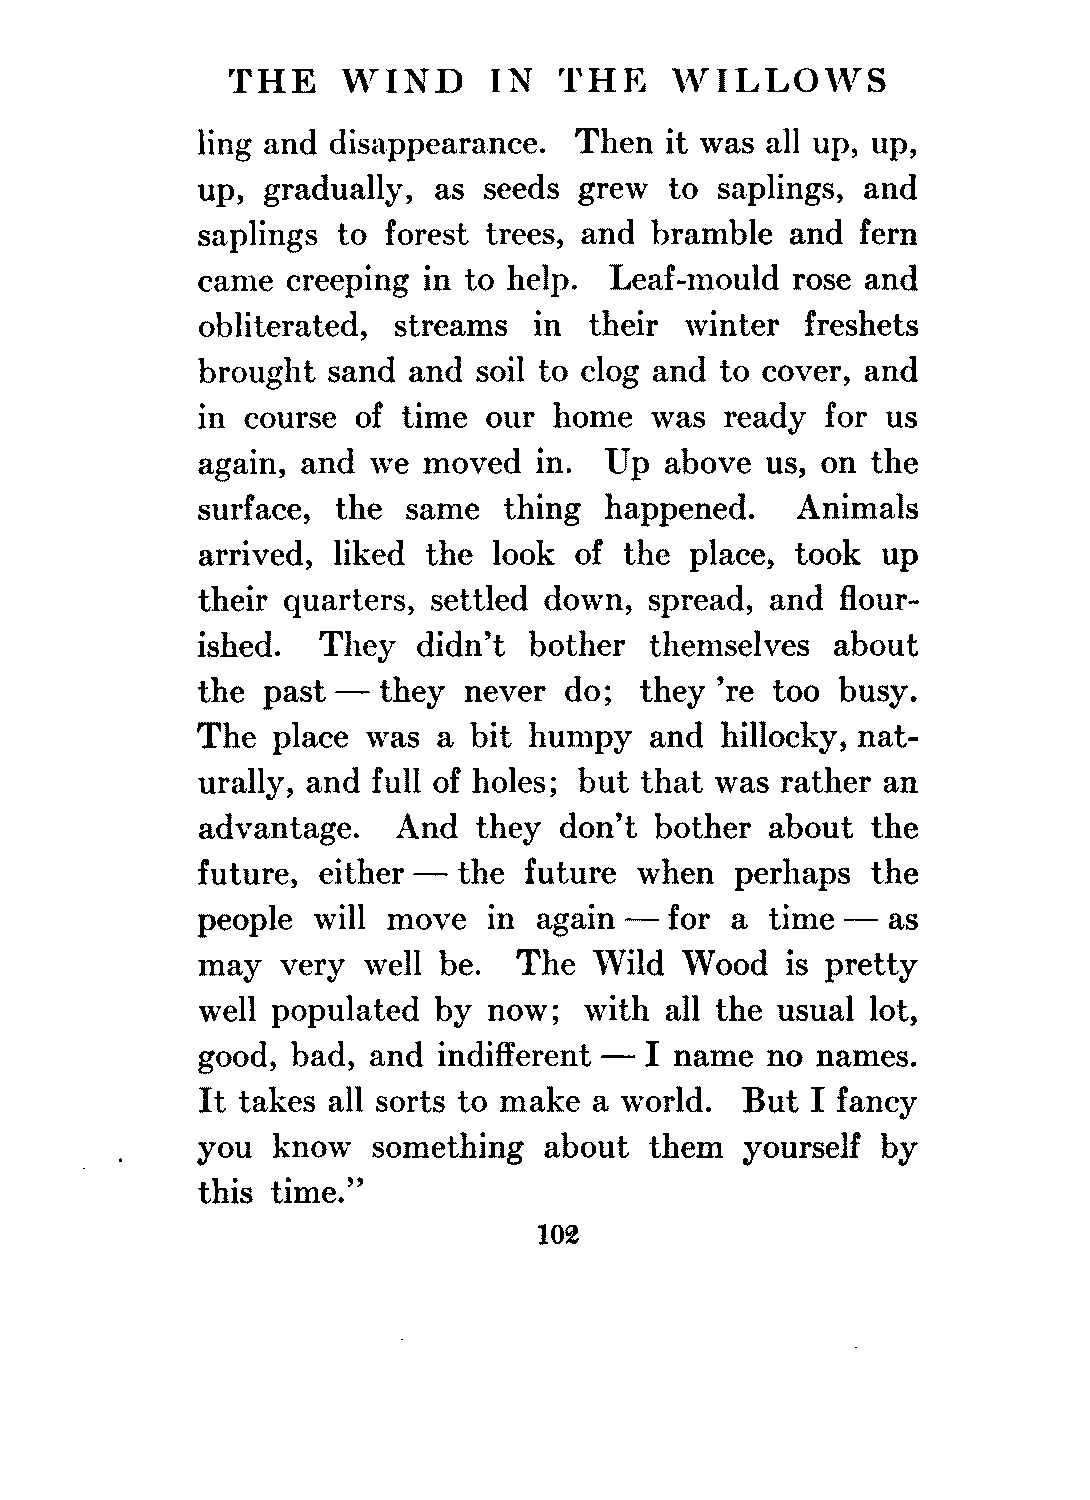 THE WIND IN THE WILLOWS
ling and disappearance. Then it was all up, up,
up, gradually, as seeds grew to saplings, and
saplings to forest trees, and bramble and fern
came creeping in to help. Leaf-mould rose and
obliterated, streams in their winter freshets
brought sand and soil to clog and to cover, and
in course of time our home was ready for us
again, and we moved in. Up above us, on the
surface, the same thing happened. Animals
arrived, liked the look of the place, took up
their quarters, settled down, spread, and flour-
ished. They didn't bother themselves about
the past — they never do; they 're too busy.
The place was a bit humpy and hillocky, nat-
urally, and full of holes; but that was rather an
advantage. And they don't bother about the
future, either — the future when perhaps the
people will move in again — for a time — as
may very well be. The Wild Wood is pretty
well populated by now; with all the usual lot,
good, bad, and indifferent — I name no names.
It takes all sorts to make a world. But I fancy
you know something about them yourself by
this time."
102